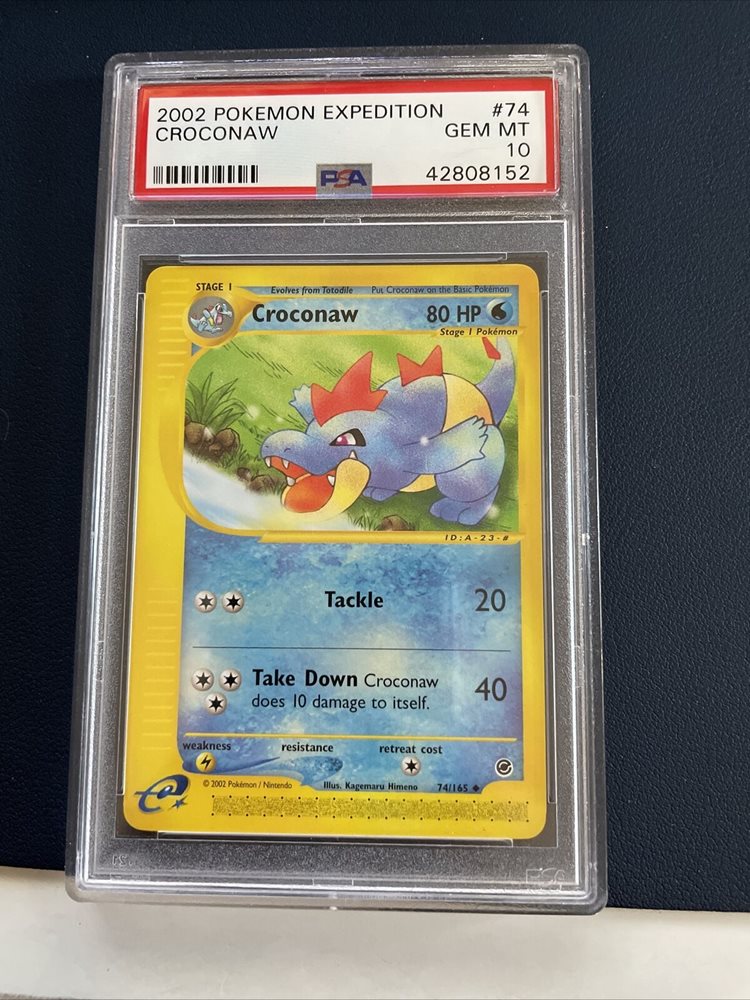 2002 POKEMON EXPEDITION #74
CROCONAW GEM MT
10
PSA 42808152
STAGE 1 Evolves from Totodile Put Croconaw on the Basic Pokémon
Croconaw 80 HP
Stage 1 Pokémon
ID:A-23-#
Tackle 20
Take Down Croconaw
does 10 damage to itself. 40
weakness resistance retreat cost
© 2002 Pokémon / Nintendo Illus. Kagemaru Himeno 74/165
e